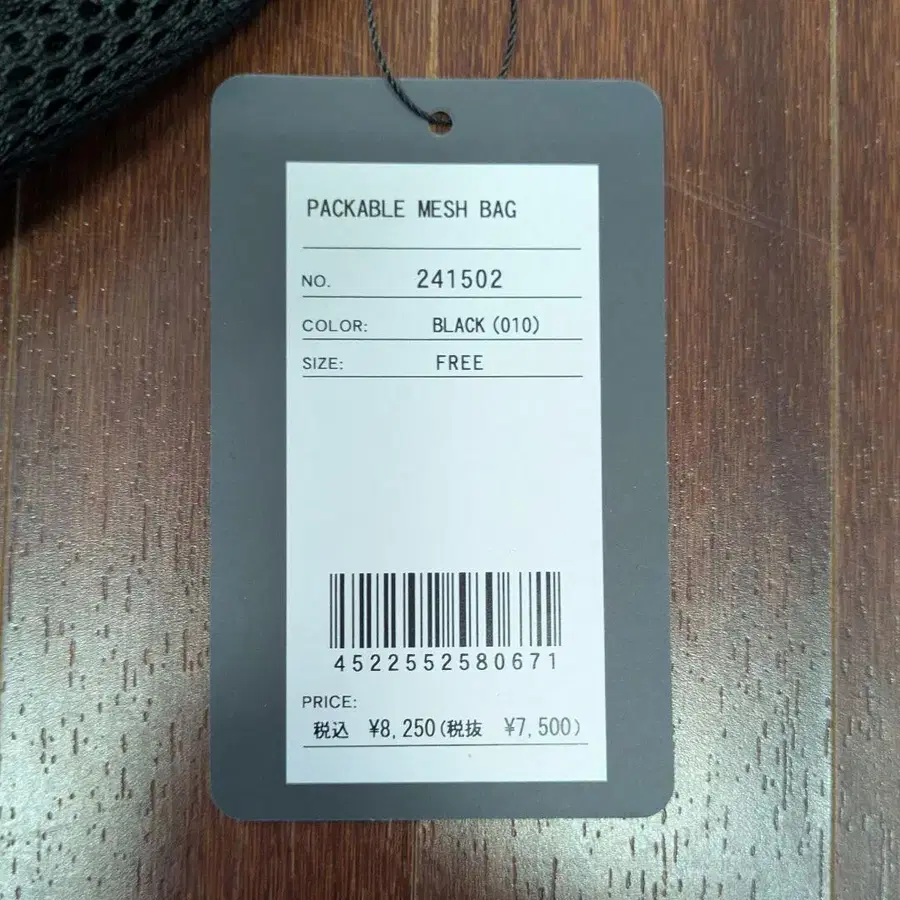 PACKABLE MESH BAG
NO. 241502
COLOR: BLACK (010)
SIZE: FREE
4522552580671
PRICE:
税込 ¥8,250(税抜 ¥7,500)